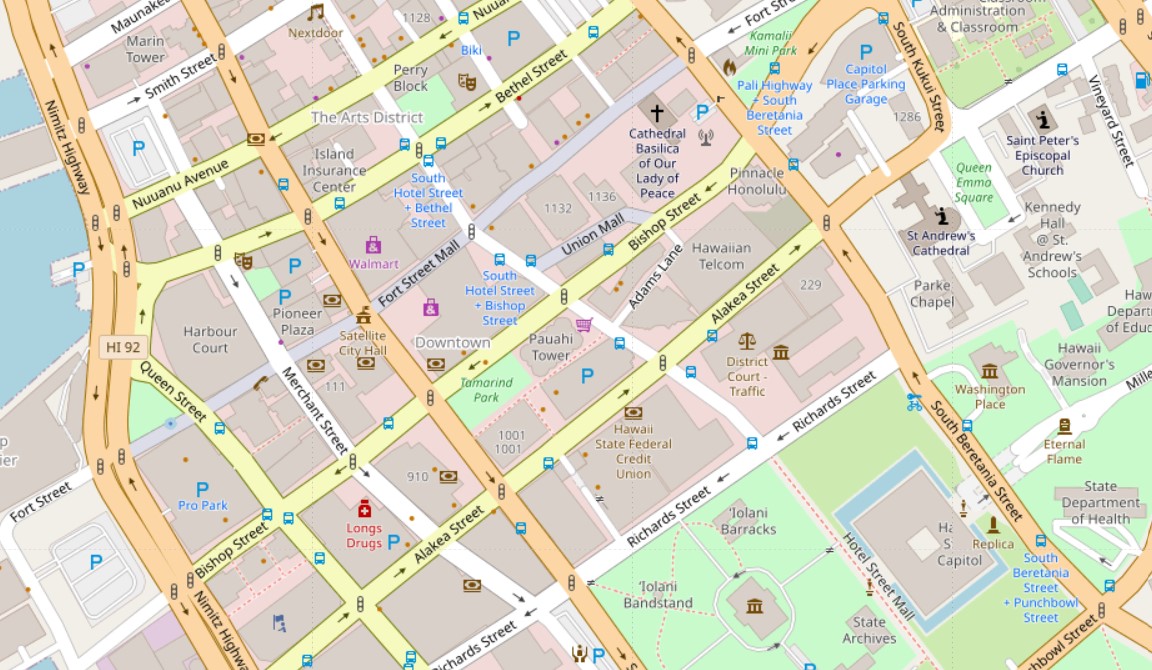 Maunakea
Marin
Tower
Smith Street
Nextdoor
1128
Nuuanu
Biki
Perry
Block
Bethel Street
The Arts District
Fort Street
Kamalii
Mini Park
Pali Highway
+ South
Beretania
Street
Capitol
Place Parking
Garage
1286
South Kukui Street
Administration
& Classroom
Vineyard Street
Saint Peter's
Episcopal
Church
Queen
Emma
Square
St Andrew's
Cathedral
Kennedy
Hall
@ St.
Andrew's
Schools
Parke
Chapel
Nimitz Highway
Nuuanu Avenue
Island
Insurance
Center
South
Hotel Street
+ Bethel
Street
Cathedral
Basilica
of Our
Lady of
Peace
1132
1136
Union Mall
Bishop Street
Pinnacle
Honolulu
Walmart
Fort Street Mall
Pioneer
Plaza
Satellite
City Hall
Harbour
Court
HI 92
South
Hotel Street
+ Bishop
Street
Adams Lane
Hawaiian
Telcom
Alakea Street
229
Downtown
Pauahi
Tower
District
Court -
Traffic
Tamarind
Park
111
Queen Street
Merchant Street
Hawaii
Governor's
Mansion
Washington
Place
Eternal
Flame
South Beretania Street
Richards Street
1001
1001
Hawaii
State Federal
Credit
Union
910
Fort Street
Pro Park
Longs
Drugs
Bishop Street
Alakea Street
Richards Street
'Iolani
Barracks
'Iolani
Bandstand
Hotel Street Mall
Capitol
Replica
State
Department
of Health
South
Beretania
Street
+ Punchbowl
Street
State
Archives
Nimitz Highway
Richards Street